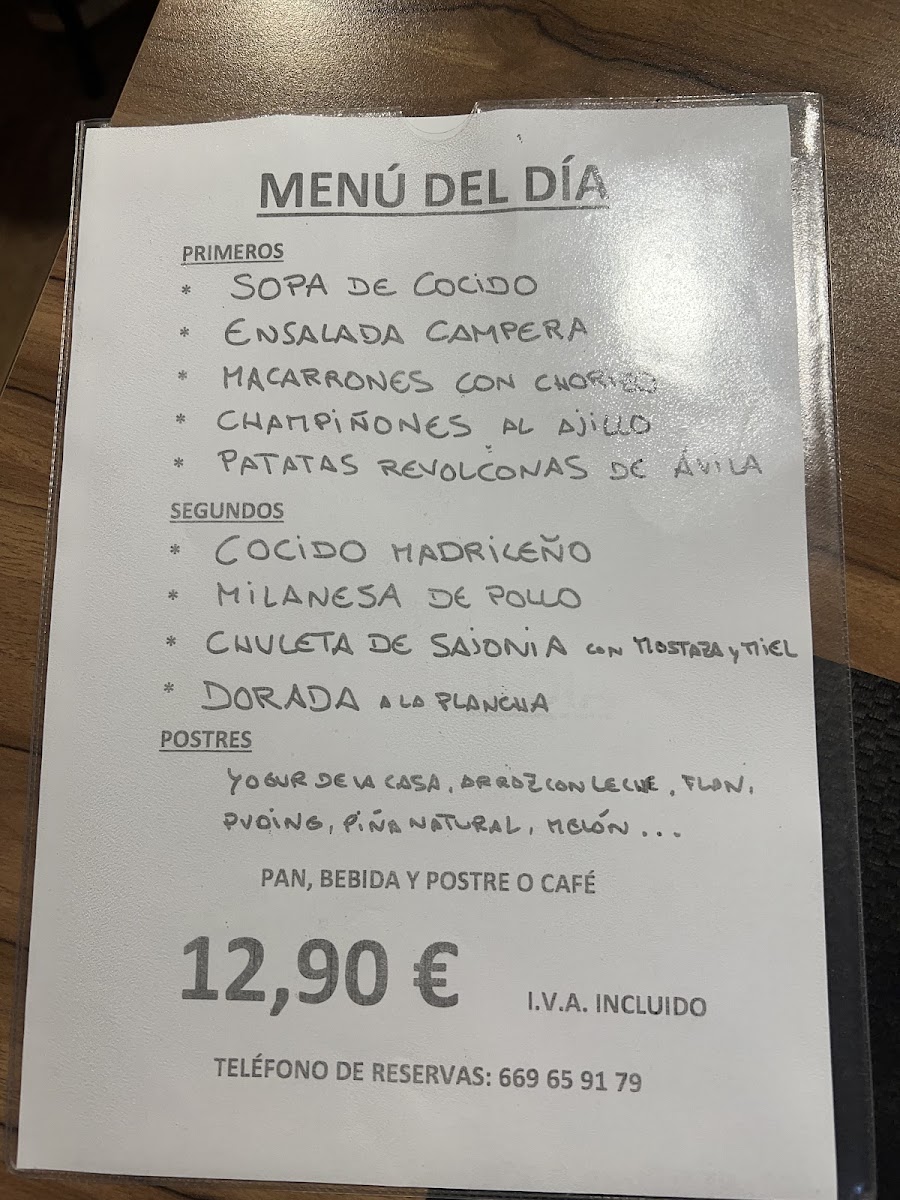 MENÚ DEL DÍA
PRIMEROS
* SOPA DE COCIDO
* ENSALADA CAMPERA
* MACARRONES CON CHORIZO
* CHAMPIÑONES AL AJILLO
* PATATAS REVOLCONAS DE ÁVILA
SEGUNDOS
* COCIDO MADRILEÑO
* MILANESA DE POLLO
* CHULETA DE SAJONIA CON MOSTAZA Y MIEL
* DORADA A LA PLANCHA
POSTRES
YOGUR DE LA CASA, ARROZ CON LECHE, FLAN,
PUDING, PIÑA NATURAL, MELÓN...
PAN, BEBIDA Y POSTRE O CAFÉ
12,90 € I.V.A. INCLUIDO
TELÉFONO DE RESERVAS: 669 65 91 79